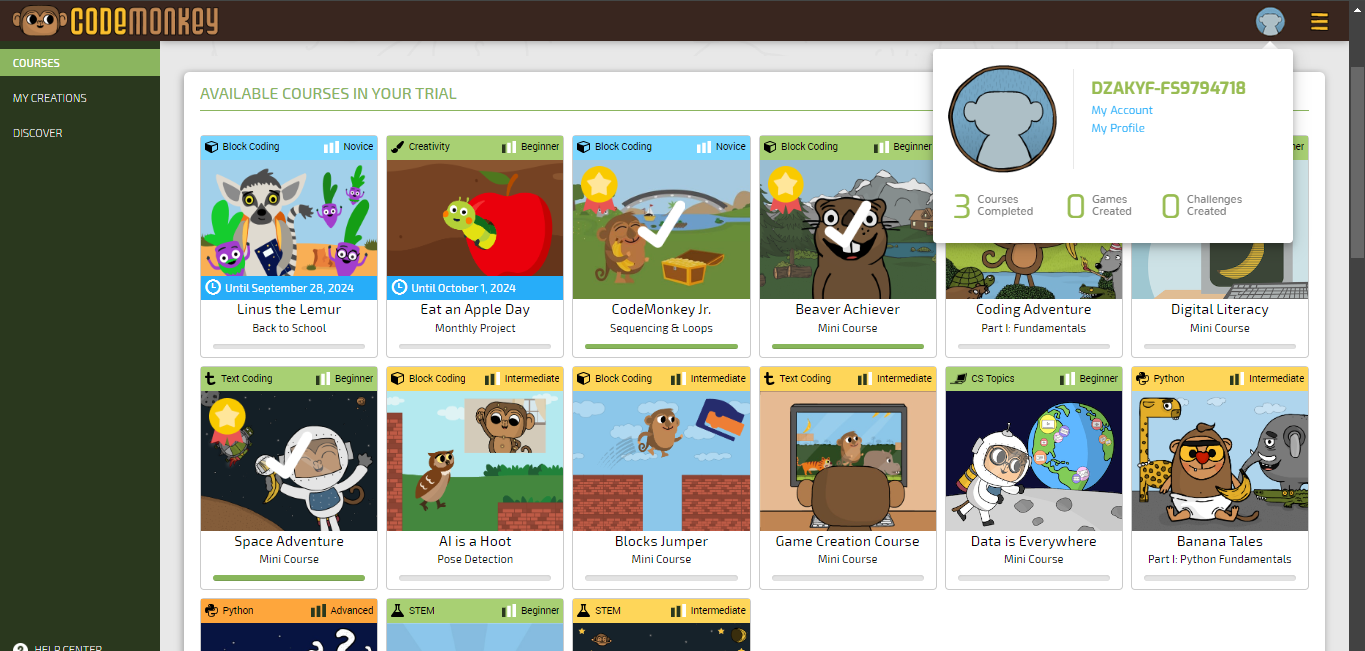 CODEMONKEY
COURSES
MY CREATIONS
DISCOVER
HELP CENTER
DZAKYF-FS9794718
My Account
My Profile
3 Courses Completed
0 Games Created
0 Challenges Created
AVAILABLE COURSES IN YOUR TRIAL
Block Coding Novice
Until September 28, 2024
Linus the Lemur
Back to School
Creativity Beginner
Until October 1, 2024
Eat an Apple Day
Monthly Project
Block Coding Novice
CodeMonkey Jr.
Sequencing & Loops
Block Coding Beginner
Beaver Achiever
Mini Course
Coding Adventure
Part I: Fundamentals
Digital Literacy
Mini Course
Text Coding Beginner
Space Adventure
Mini Course
Block Coding Intermediate
AI is a Hoot
Pose Detection
Block Coding Intermediate
Blocks Jumper
Mini Course
Text Coding Intermediate
Game Creation Course
Mini Course
CS Topics Beginner
Data is Everywhere
Mini Course
Python Intermediate
Banana Tales
Part I: Python Fundamentals
Python Advanced
STEM Beginner
STEM Intermediate